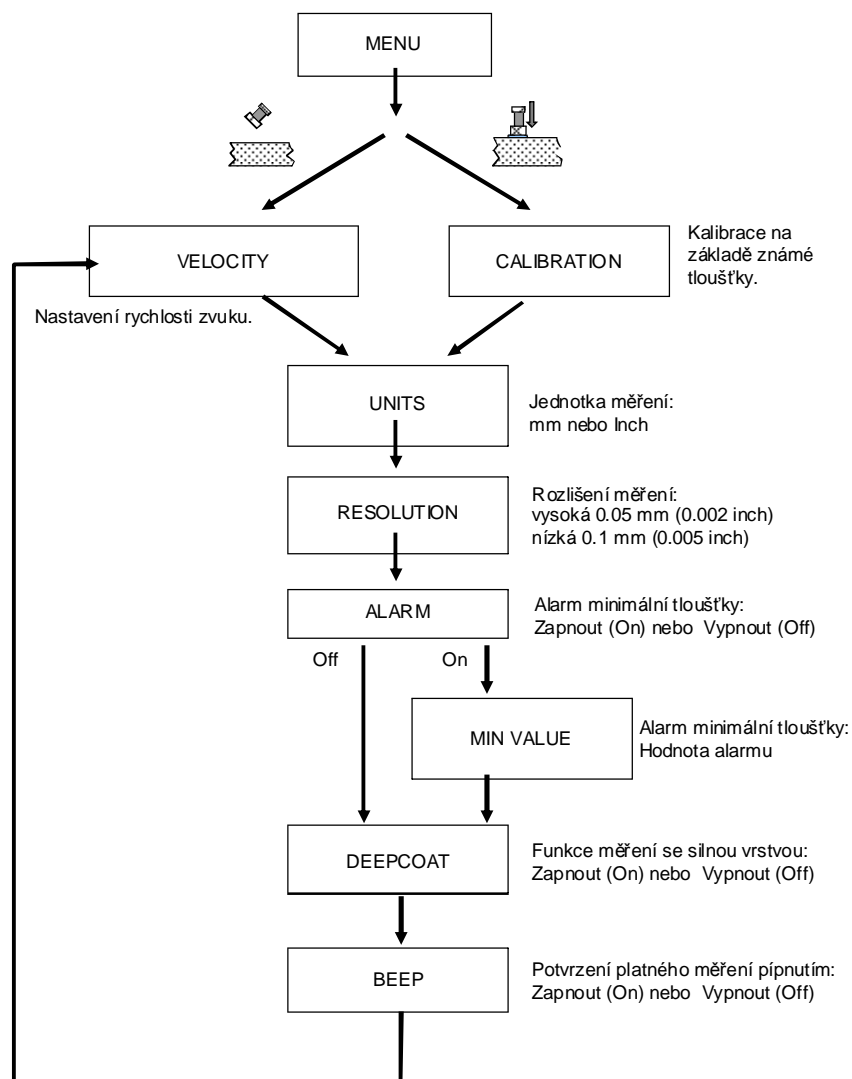 MENU
VELOCITY
CALIBRATION
Kalibrace na
základě známé
tloušťky.
Nastavení rychlosti zvuku.
UNITS
Jednotka měření:
mm nebo Inch
RESOLUTION
Rozlišení měření:
vysoká 0.05 mm (0.002 inch)
nízká 0.1 mm (0.005 inch)
ALARM
Alarm minimální tloušťky:
Zapnout (On) nebo Vypnout (Off)
Off
On
MIN VALUE
Alarm minimální tloušťky:
Hodnota alarmu
DEEPCOAT
Funkce měření se silnou vrstvou:
Zapnout (On) nebo Vypnout (Off)
BEEP
Potvrzení platného měření pípnutím:
Zapnout (On) nebo Vypnout (Off)